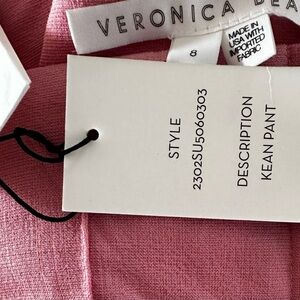 VERONICA BEA
8
MADE IN
USA WITH
IMPORTED
FABRIC
STYLE
2302SU5060303
DESCRIPTION
KEAN PANT